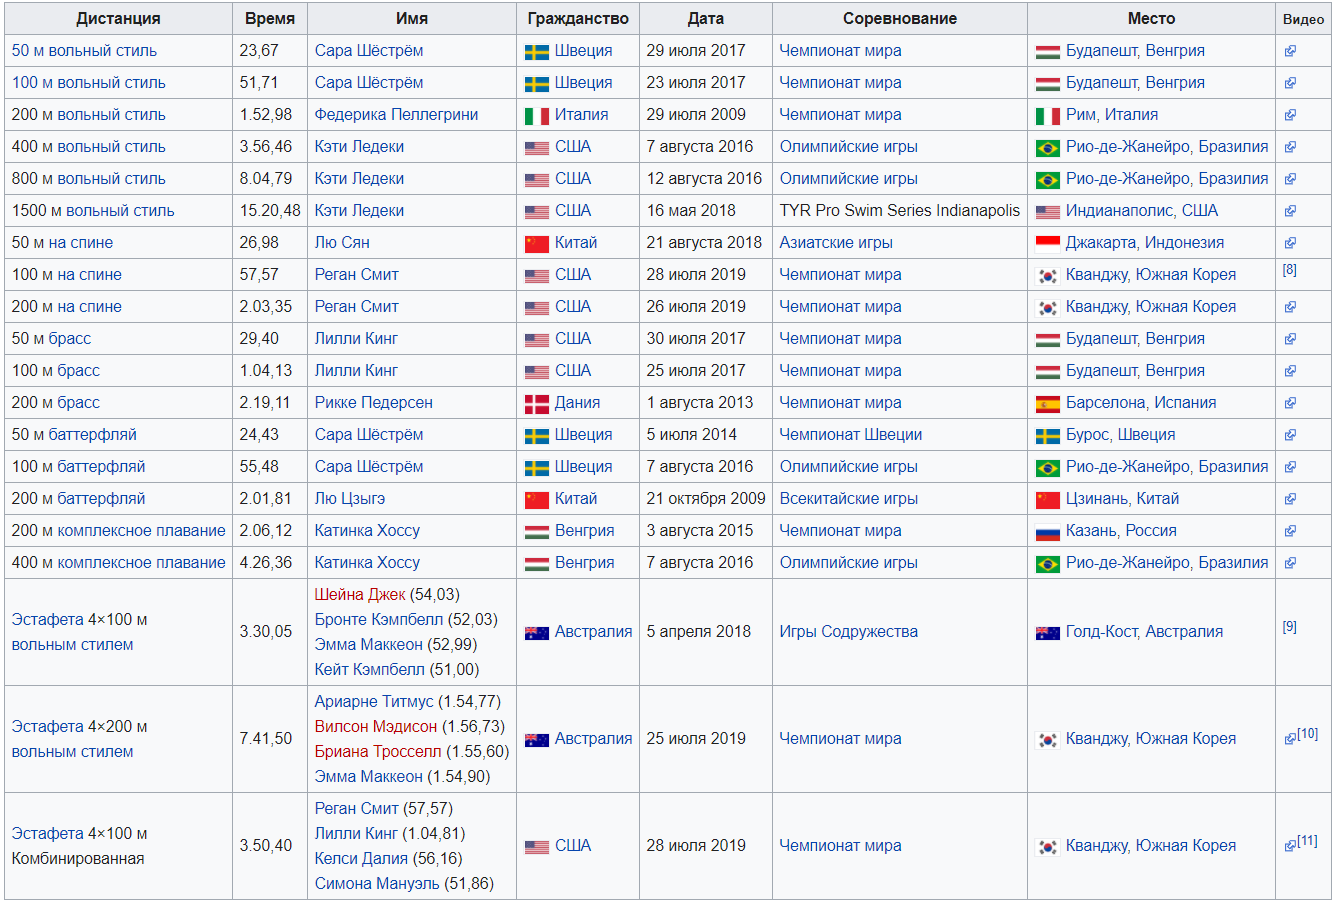 Дистанция Время Имя Гражданство Дата Соревнование Место Видео
50 м вольный стиль 23,67 Сара Шёстрём Швеция 29 июля 2017 Чемпионат мира Будапешт, Венгрия
100 м вольный стиль 51,71 Сара Шёстрём Швеция 23 июля 2017 Чемпионат мира Будапешт, Венгрия
200 м вольный стиль 1.52,98 Федерика Пеллегрини Италия 29 июля 2009 Чемпионат мира Рим, Италия
400 м вольный стиль 3.56,46 Кэти Ледеки США 7 августа 2016 Олимпийские игры Рио-де-Жанейро, Бразилия
800 м вольный стиль 8.04,79 Кэти Ледеки США 12 августа 2016 Олимпийские игры Рио-де-Жанейро, Бразилия
1500 м вольный стиль 15.20,48 Кэти Ледеки США 16 мая 2018 TYR Pro Swim Series Indianapolis Индианаполис, США
50 м на спине 26,98 Лю Сян Китай 21 августа 2018 Азиатские игры Джакарта, Индонезия
100 м на спине 57,57 Реган Смит США 28 июля 2019 Чемпионат мира Кванджу, Южная Корея [8]
200 м на спине 2.03,35 Реган Смит США 26 июля 2019 Чемпионат мира Кванджу, Южная Корея
50 м брасс 29,40 Лилли Кинг США 30 июля 2017 Чемпионат мира Будапешт, Венгрия
100 м брасс 1.04,13 Лилли Кинг США 25 июля 2017 Чемпионат мира Будапешт, Венгрия
200 м брасс 2.19,11 Рикке Педерсен Дания 1 августа 2013 Чемпионат мира Барселона, Испания
50 м баттерфляй 24,43 Сара Шёстрём Швеция 5 июля 2014 Чемпионат Швеции Бурос, Швеция
100 м баттерфляй 55,48 Сара Шёстрём Швеция 7 августа 2016 Олимпийские игры Рио-де-Жанейро, Бразилия
200 м баттерфляй 2.01,81 Лю Цзыгэ Китай 21 октября 2009 Всекитайские игры Цзинань, Китай
200 м комплексное плавание 2.06,12 Катинка Хоссу Венгрия 3 августа 2015 Чемпионат мира Казань, Россия
400 м комплексное плавание 4.26,36 Катинка Хоссу Венгрия 7 августа 2016 Олимпийские игры Рио-де-Жанейро, Бразилия
Эстафета 4×100 м
вольным стилем
3.30,05
Шейна Джек (54,03)
Бронте Кэмпбелл (52,03)
Эмма Маккеон (52,99)
Кейт Кэмпбелл (51,00)
Австралия 5 апреля 2018 Игры Содружества Голд-Кост, Австралия [9]
Эстафета 4×200 м
вольным стилем
7.41,50
Ариарне Титмус (1.54,77)
Вилсон Мэдисон (1.56,73)
Бриана Тросселл (1.55,60)
Эмма Маккеон (1.54,90)
Австралия 25 июля 2019 Чемпионат мира Кванджу, Южная Корея [10]
Эстафета 4×100 м
Комбинированная
3.50,40
Реган Смит (57,57)
Лилли Кинг (1.04,81)
Келси Далия (56,16)
Симона Мануэль (51,86)
США 28 июля 2019 Чемпионат мира Кванджу, Южная Корея [11]